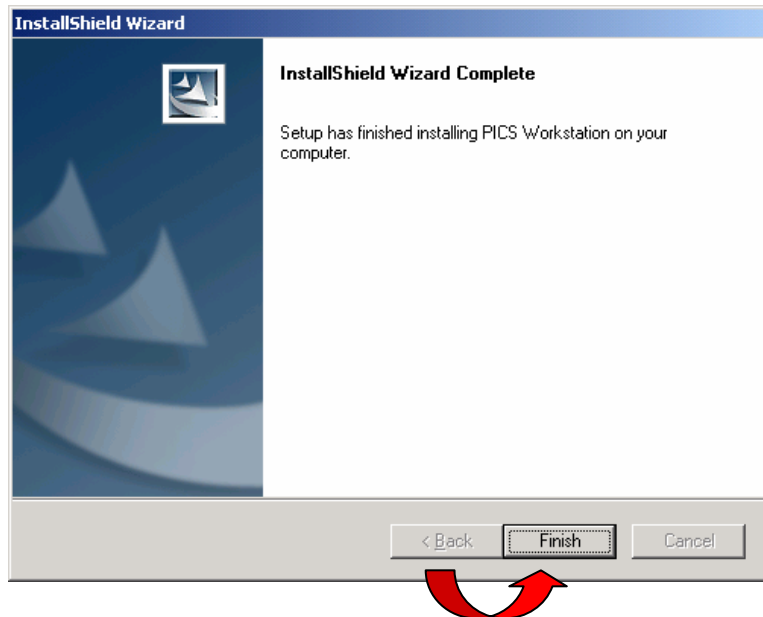 InstallShield Wizard
InstallShield Wizard Complete
Setup has finished installing PICS Workstation on your
computer.
< Back Finish Cancel